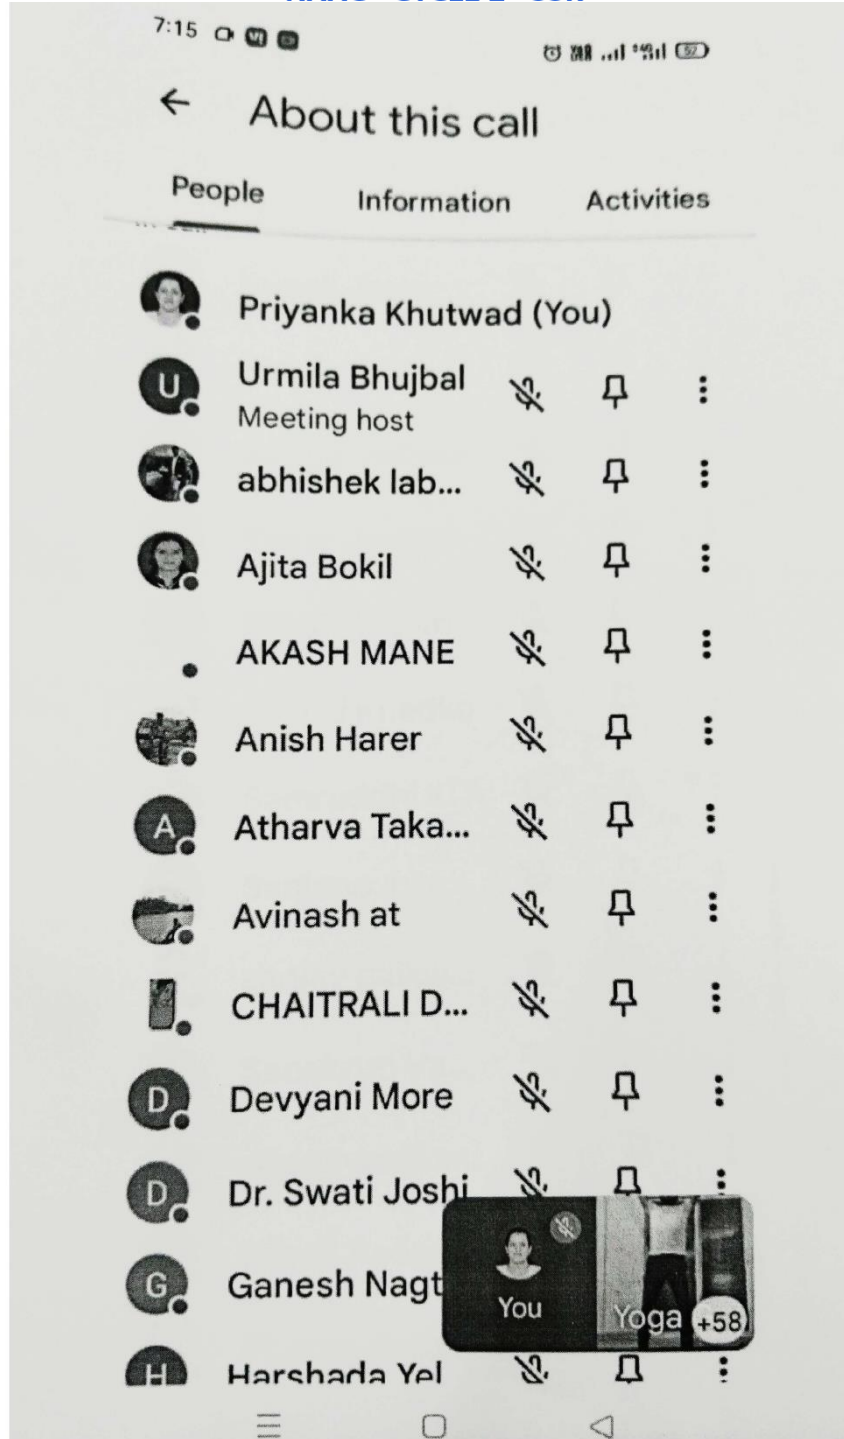 7:15
57
About this call
People Information Activities
Priyanka Khutwad (You)
U Urmila Bhujbal
Meeting host
abhishek lab...
Ajita Bokil
AKASH MANE
Anish Harer
A Atharva Taka...
Avinash at
CHAITRALI D...
D Devyani More
D Dr. Swati Joshi
G Ganesh Nagt
You Yoga +58
H Harshada Yel